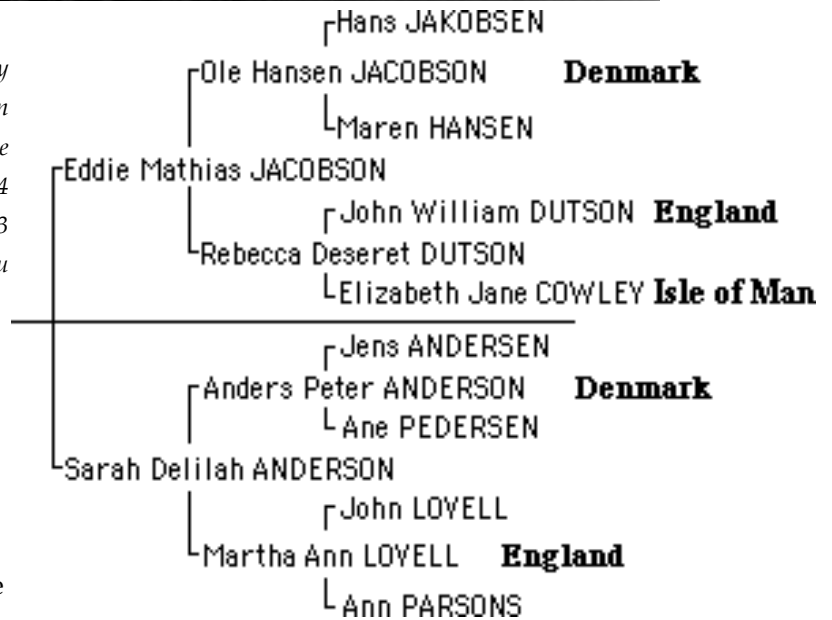 Hans JAKOBSEN
y
Ole Hansen JACOBSON Denmark
n
Maren HANSEN
e
Eddie Mathias JACOBSON
4
John William DUTSON England
3
Rebecca Deseret DUTSON
u
Elizabeth Jane COWLEY Isle of Man
Jens ANDERSEN
Anders Peter ANDERSON Denmark
Ane PEDERSEN
Sarah Delilah ANDERSON
John LOVELL
Martha Ann LOVELL England
e
Ann PARSONS